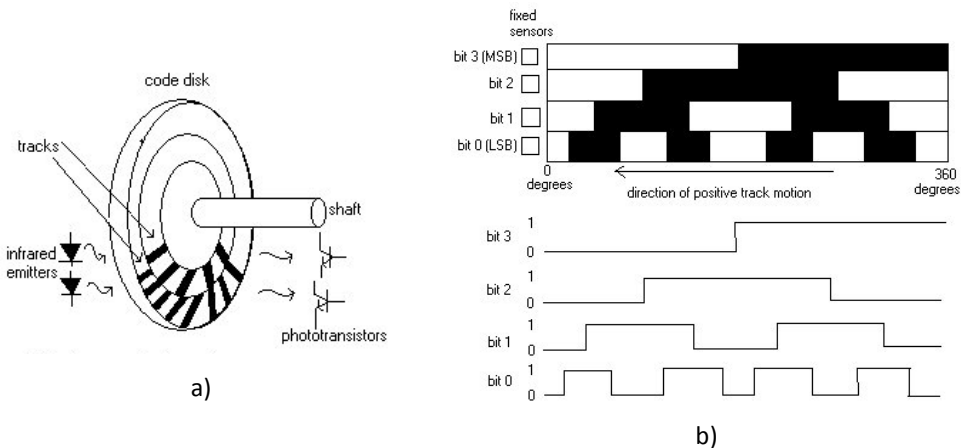 code disk
tracks
shaft
infrared
emitters
phototransistors
a)
fixed
sensors
bit 3 (MSB)
bit 2
bit 1
bit 0 (LSB)
0
degrees
direction of positive track motion
360
degrees
bit 3
1
0
bit 2
1
0
bit 1
1
0
bit 0
1
0
b)